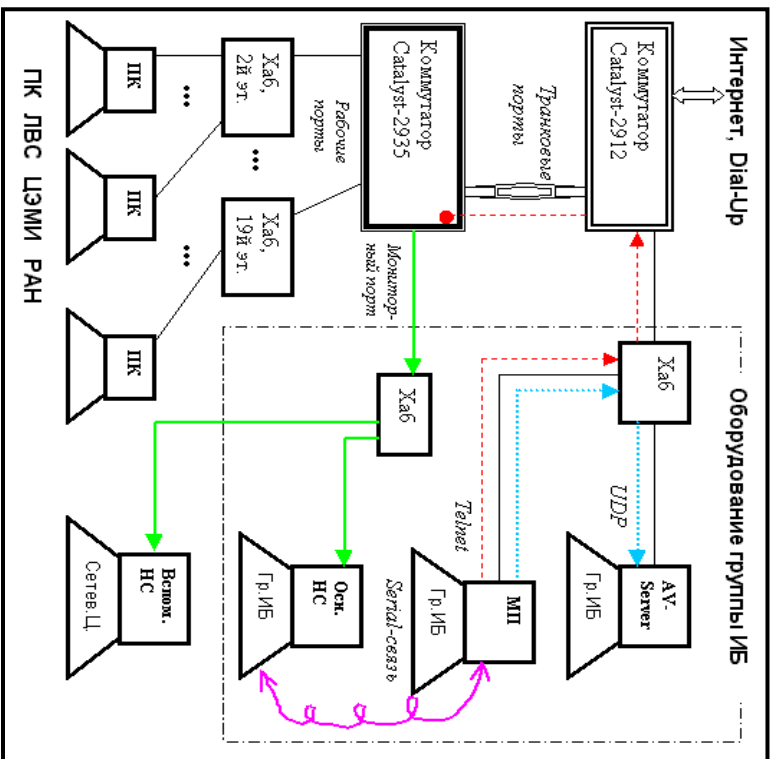 Интернет, Dial-Up
Оборудование группы ИБ
Коммутатор
Catalyst-2912
Хаб
UDP
AV-
Server
Гр.ИБ
Транковые
порты
Telnet
МП
Гр.ИБ
Serial-связь
Коммутатор
Catalyst-2935
Монитор-
ный порт
Хаб
Осн.
НС
Гр.ИБ
Рабочие
порты
Хаб,
2й эт.
...
Хаб,
19й эт.
Вспом.
НС
Сетев.Ц.
ПК
...
ПК
...
ПК
ПК ЛВС ЦЭМИ РАН